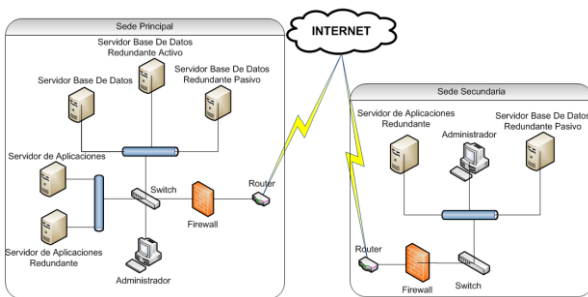 Sede Principal
INTERNET
Servidor Base De Datos
Redundante Activo
Servidor Base De Datos
Servidor Base De Datos
Redundante Pasivo
Servidor de Aplicaciones
Switch
Router
Firewall
Servidor de Aplicaciones
Redundante
Administrador
Sede Secundaria
Servidor de Aplicaciones
Redundante
Administrador
Servidor Base De Datos
Redundante Pasivo
Router
Firewall
Switch